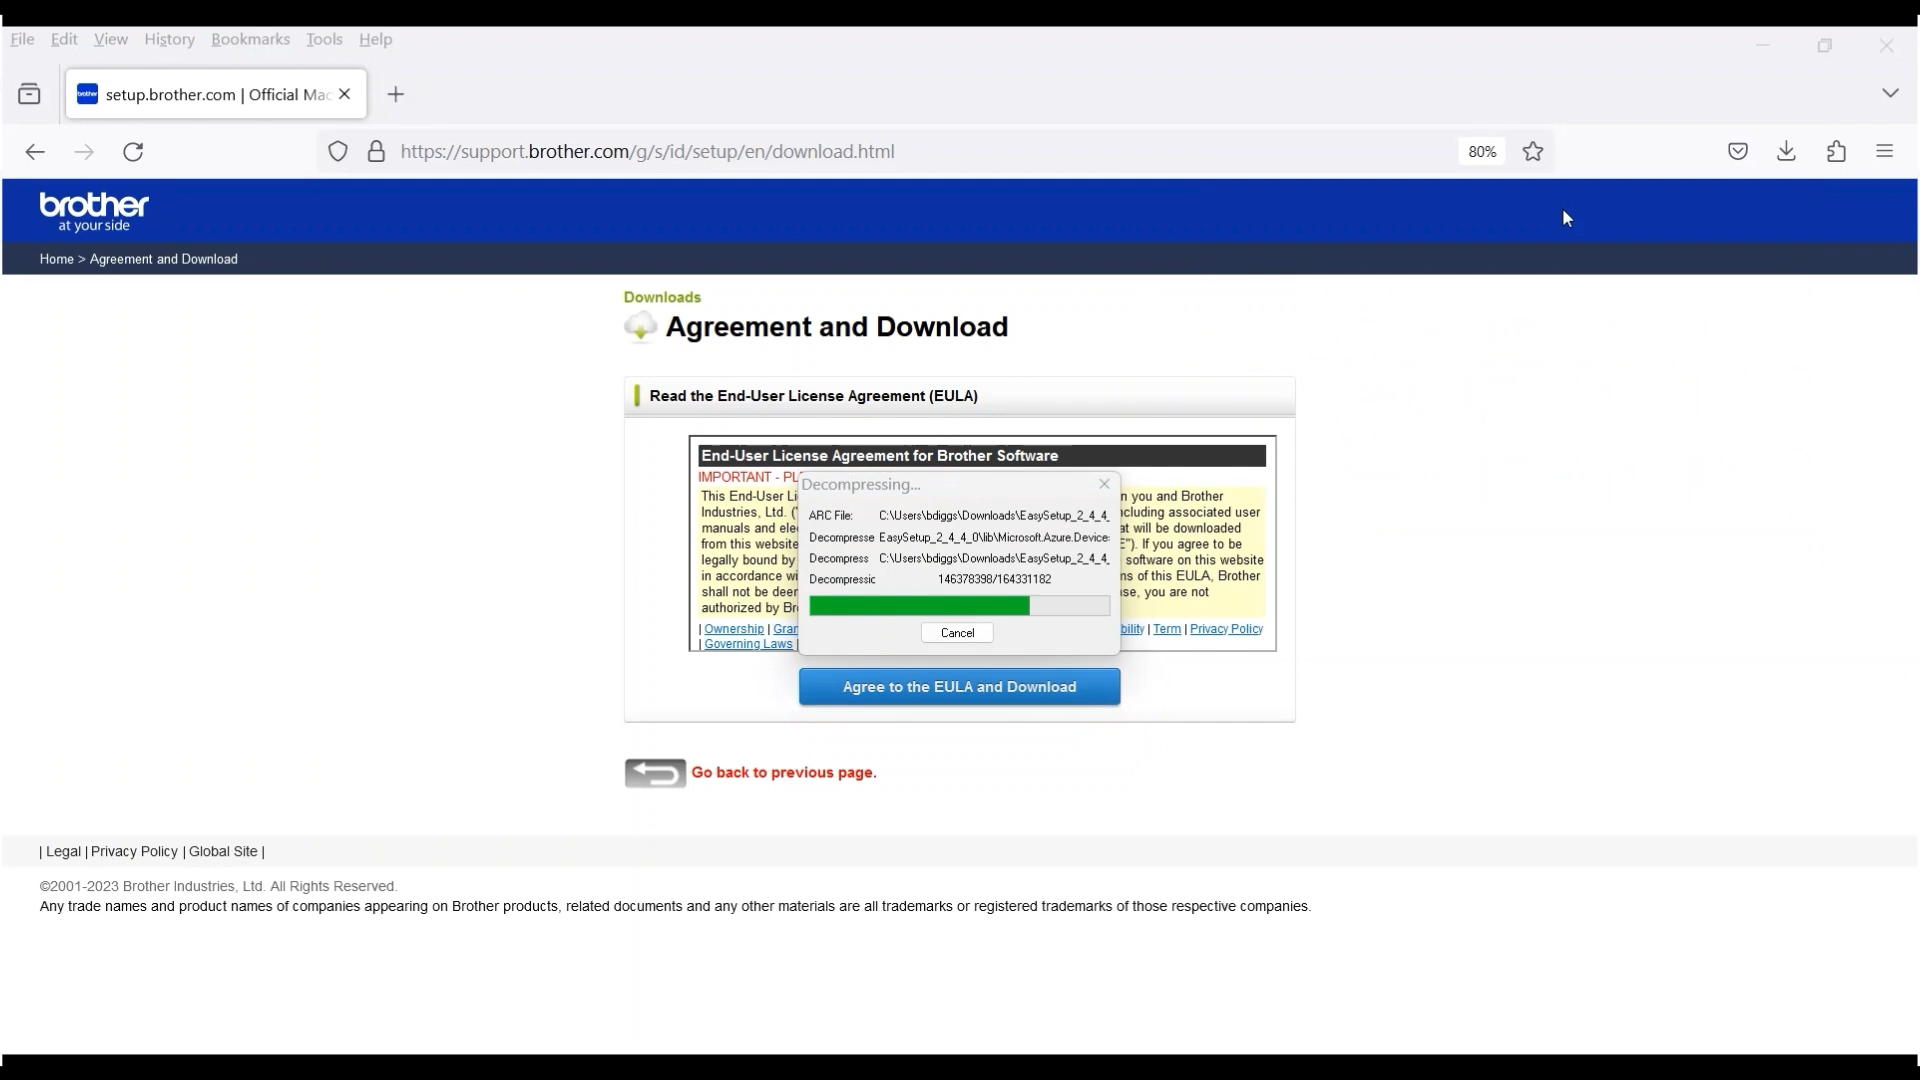 File Edit View History Bookmarks Tools Help
brother setup.brother.com | Official Mac
https://support.brother.com/g/s/id/setup/en/download.html 80%
brother
at your side
Home > Agreement and Download
Downloads
Agreement and Download
Read the End-User License Agreement (EULA)
End-User License Agreement for Brother Software
IMPORTANT - PL
This End-User Li n you and Brother
Industries, Ltd. (" cluding associated user
manuals and ele at will be downloaded
from this website E"). If you agree to be
legally bound by software on this website
in accordance wi ns of this EULA, Brother
shall not be deer se, you are not
authorized by Bro
| Ownership | Gran bility | Term | Privacy Policy
| Governing Laws
Decompressing...
ARC File: C:\Users\bdiggs\Downloads\EasySetup_2_4_4_
Decompresse EasySetup_2_4_4_0\lib\Microsoft.Azure.Device
Decompress C:\Users\bdiggs\Downloads\EasySetup_2_4_4_
Decompressic 146378398/164331182
Cancel
Agree to the EULA and Download
Go back to previous page.
| Legal | Privacy Policy | Global Site |
©2001-2023 Brother Industries, Ltd. All Rights Reserved.
Any trade names and product names of companies appearing on Brother products, related documents and any other materials are all trademarks or registered trademarks of those respective companies.